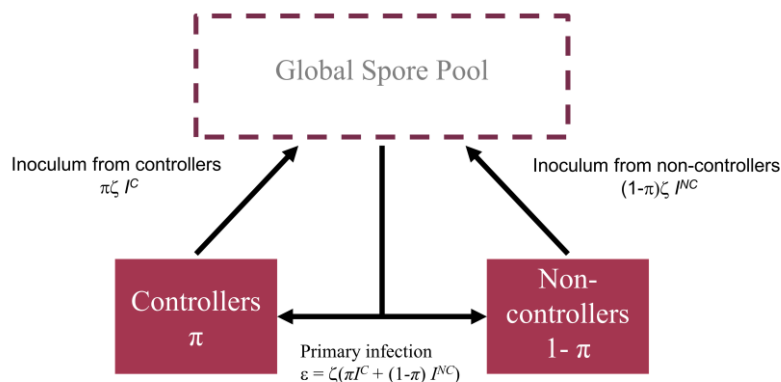 Global Spore Pool
Inoculum from controllers
πζ I^C
Inoculum from non-controllers
(1-π)ζ I^NC
Controllers
π
Non-
controllers
1- π
Primary infection
ε = ζ(πI^C + (1-π) I^NC)